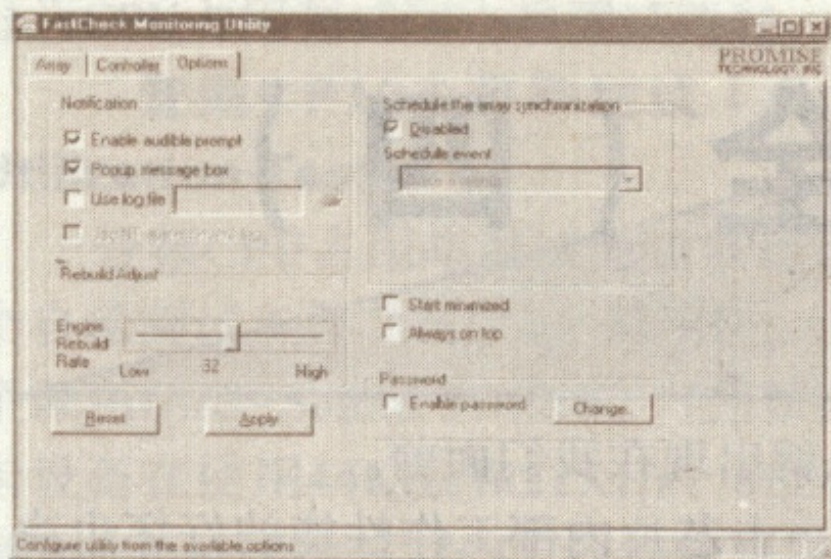 FastCheck Monitoring Utility
PROMISE
TECHNOLOGY, INC
Array
Controller
Options
Notification
Enable audible prompt
Popup message box
Use log file
Rebuild Adjust
Engine
Rebuild
Rate
Low
32
High
Reset
Apply
Schedule the array synchronization
Disabled
Schedule event
Start minimized
Always on top
Password
Enable password
Change..
Configure utility from the available options